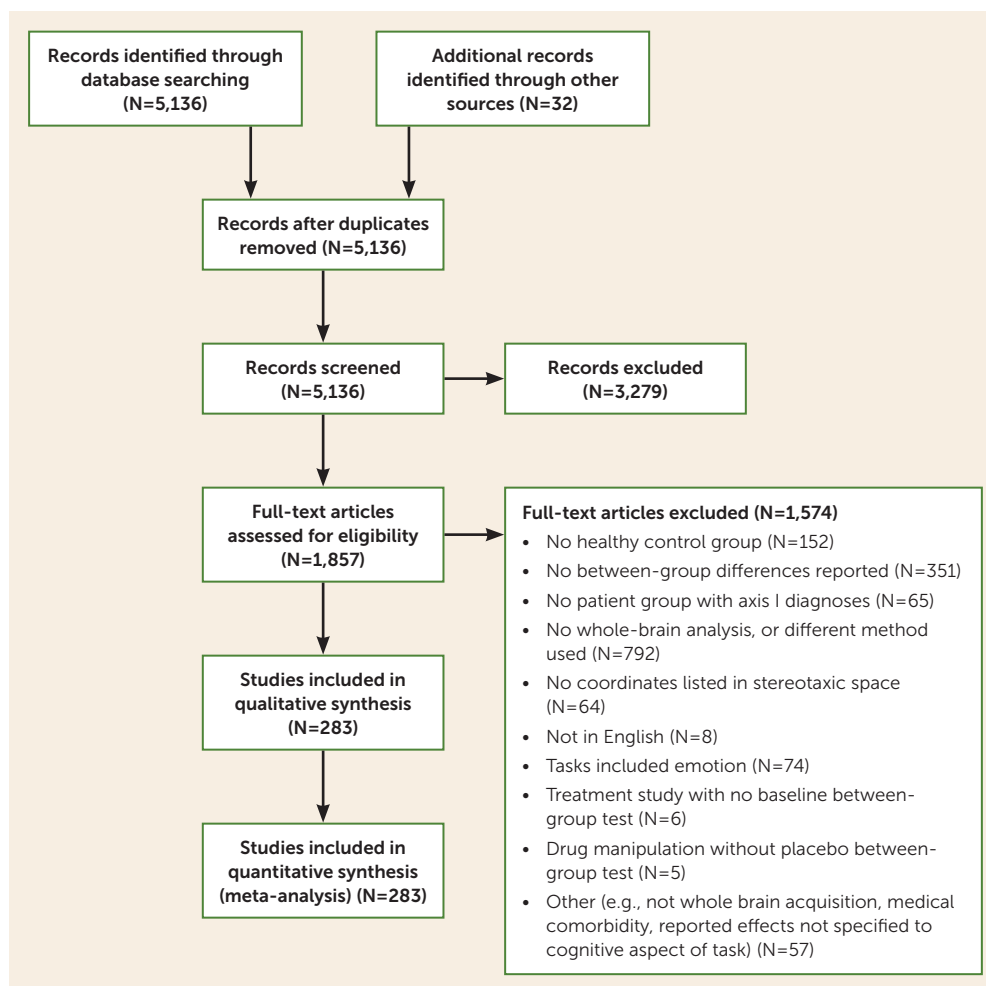 Records identified through
database searching
(N=5,136)
Additional records
identified through other
sources (N=32)
Records after duplicates
removed (N=5,136)
Records screened
(N=5,136)
Records excluded
(N=3,279)
Full-text articles
assessed for eligibility
(N=1,857)
Full-text articles excluded (N=1,574)
• No healthy control group (N=152)
• No between-group differences reported (N=351)
• No patient group with axis I diagnoses (N=65)
• No whole-brain analysis, or different method
used (N=792)
• No coordinates listed in stereotaxic space
(N=64)
• Not in English (N=8)
• Tasks included emotion (N=74)
• Treatment study with no baseline between-
group test (N=6)
• Drug manipulation without placebo between-
group test (N=5)
• Other (e.g., not whole brain acquisition, medical
comorbidity, reported effects not specified to
cognitive aspect of task) (N=57)
Studies included in
qualitative synthesis
(N=283)
Studies included in
quantitative synthesis
(meta-analysis) (N=283)